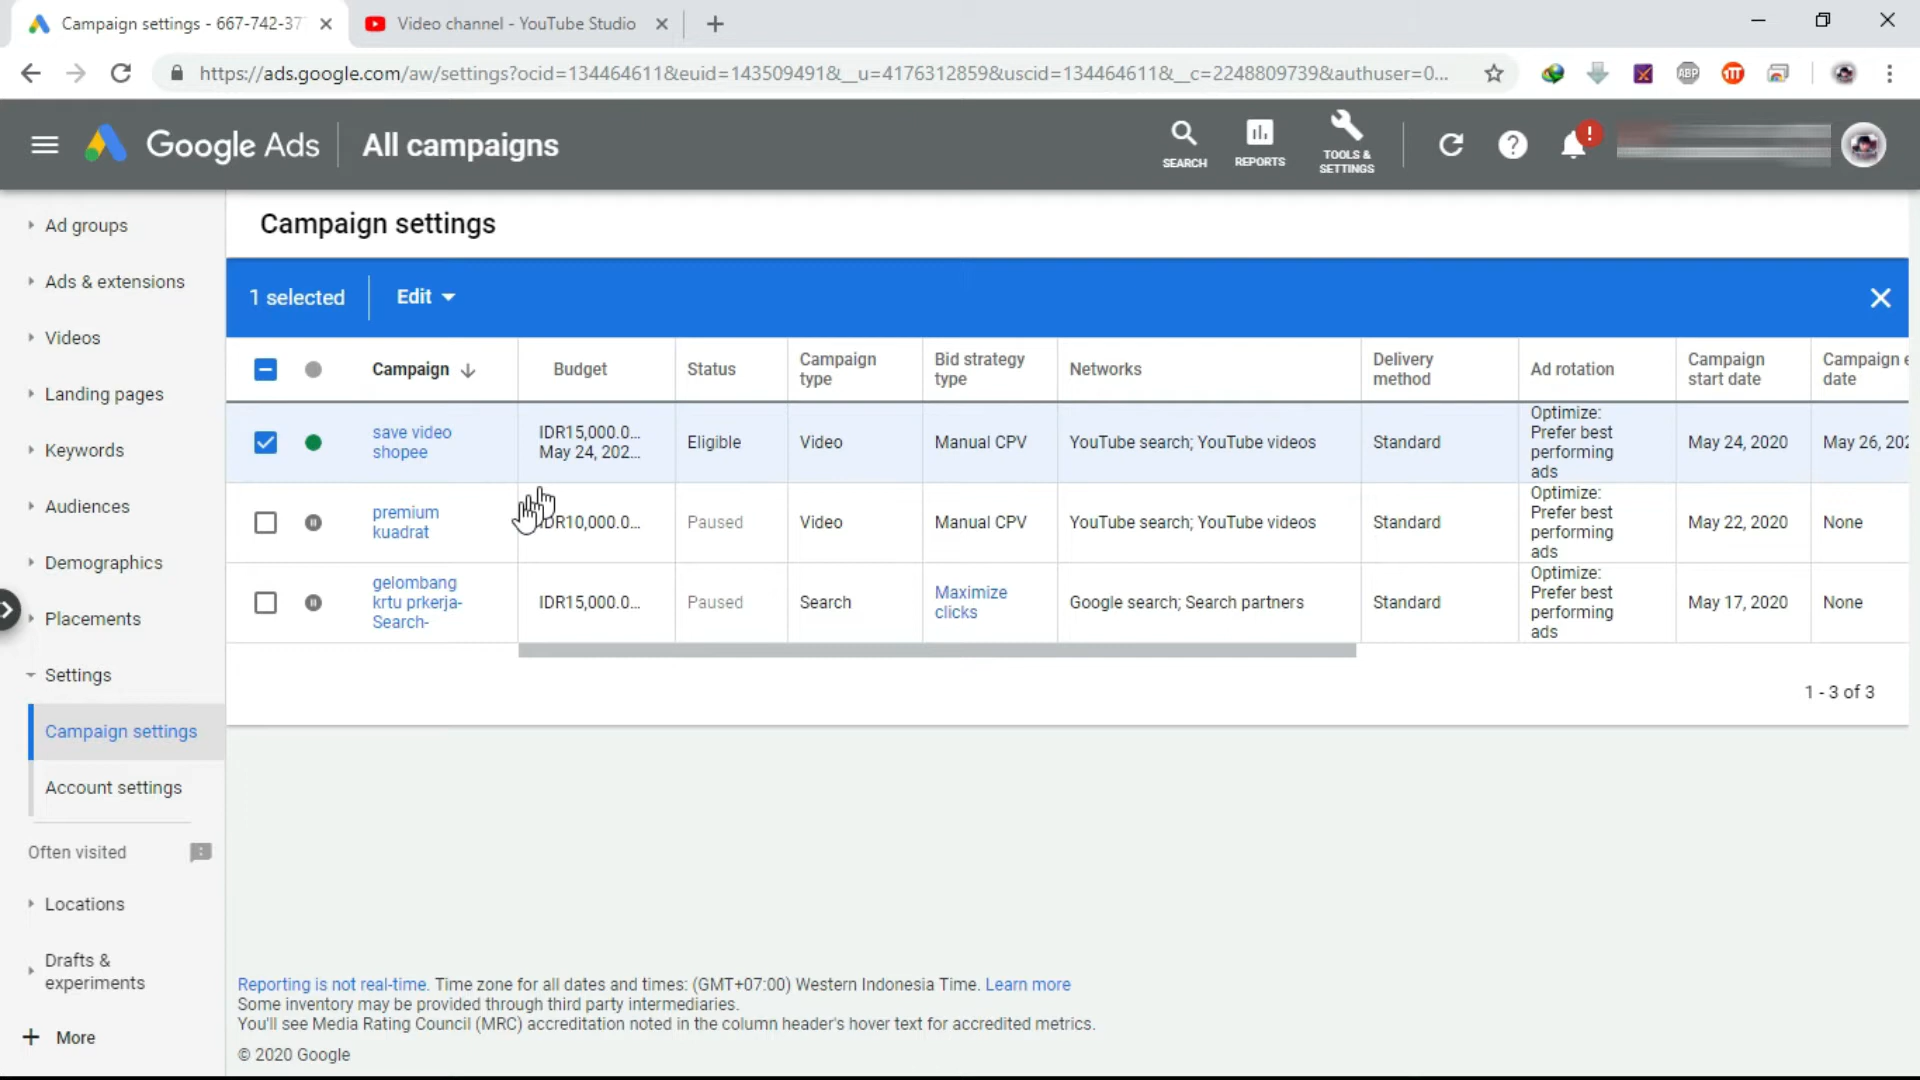 Campaign settings - 667-742-37
Video channel - YouTube Studio
https://ads.google.com/aw/settings?ocid=134464611&euid=143509491&__u=4176312859&uscid=134464611&__c=2248809739&authuser=0...
ABP
Google Ads
All campaigns
SEARCH
REPORTS
TOOLS &
SETTINGS
Ad groups
Ads & extensions
Videos
Landing pages
Keywords
Audiences
Demographics
Placements
Settings
Campaign settings
Account settings
Often visited
Locations
Drafts &
experiments
More
Campaign settings
1 selected
Edit
Campaign
Budget
Status
Campaign
type
Bid strategy
type
Networks
Delivery
method
Ad rotation
Campaign
start date
Campaign e
date
save video
shopee
IDR15,000.0...
May 24, 202...
Eligible
Video
Manual CPV
YouTube search; YouTube videos
Standard
Optimize:
Prefer best
performing
ads
May 24, 2020
May 26, 202
premium
kuadrat
IDR10,000.0...
Paused
Video
Manual CPV
YouTube search; YouTube videos
Standard
Optimize:
Prefer best
performing
ads
May 22, 2020
None
gelombang
krtu prkerja-
Search-
IDR15,000.0...
Paused
Search
Maximize
clicks
Google search; Search partners
Standard
Optimize:
Prefer best
performing
ads
May 17, 2020
None
1 - 3 of 3
Reporting is not real-time. Time zone for all dates and times: (GMT+07:00) Western Indonesia Time. Learn more
Some inventory may be provided through third party intermediaries.
You'll see Media Rating Council (MRC) accreditation noted in the column header's hover text for accredited metrics.
© 2020 Google